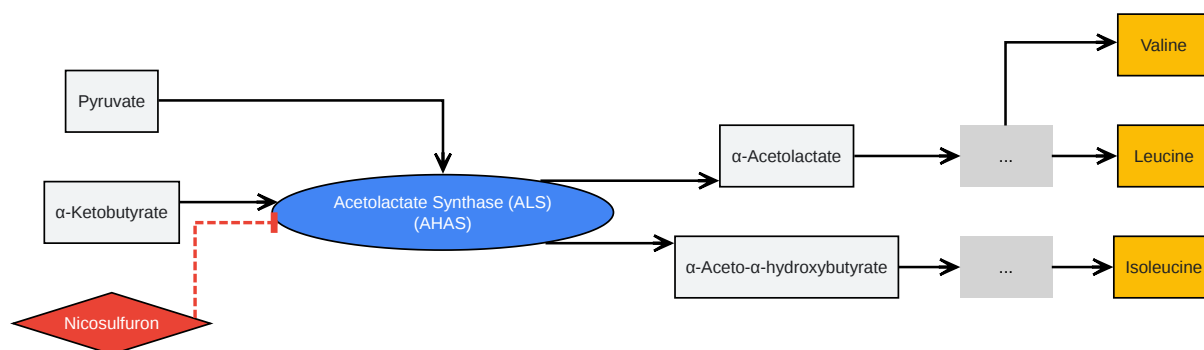 Valine
Pyruvate
α-Acetolactate
...
Leucine
α-Ketobutyrate
Acetolactate Synthase (ALS)
(AHAS)
α-Aceto-α-hydroxybutyrate
...
Isoleucine
Nicosulfuron